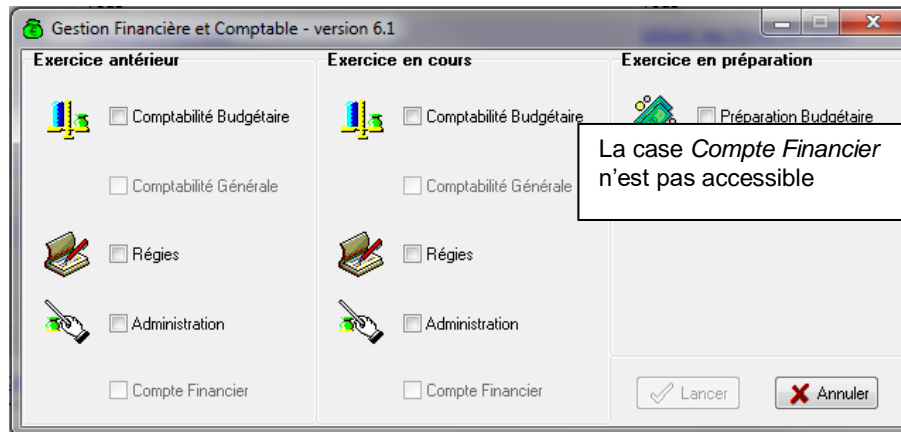 Gestion Financière et Comptable - version 6.1
Exercice antérieur
Comptabilité Budgétaire
Comptabilité Générale
Régies
Administration
Compte Financier
Exercice en cours
Comptabilité Budgétaire
Comptabilité Générale
Régies
Administration
Compte Financier
Exercice en préparation
Préparation Budgétaire
La case Compte Financier
n'est pas accessible
Lancer
Annuler